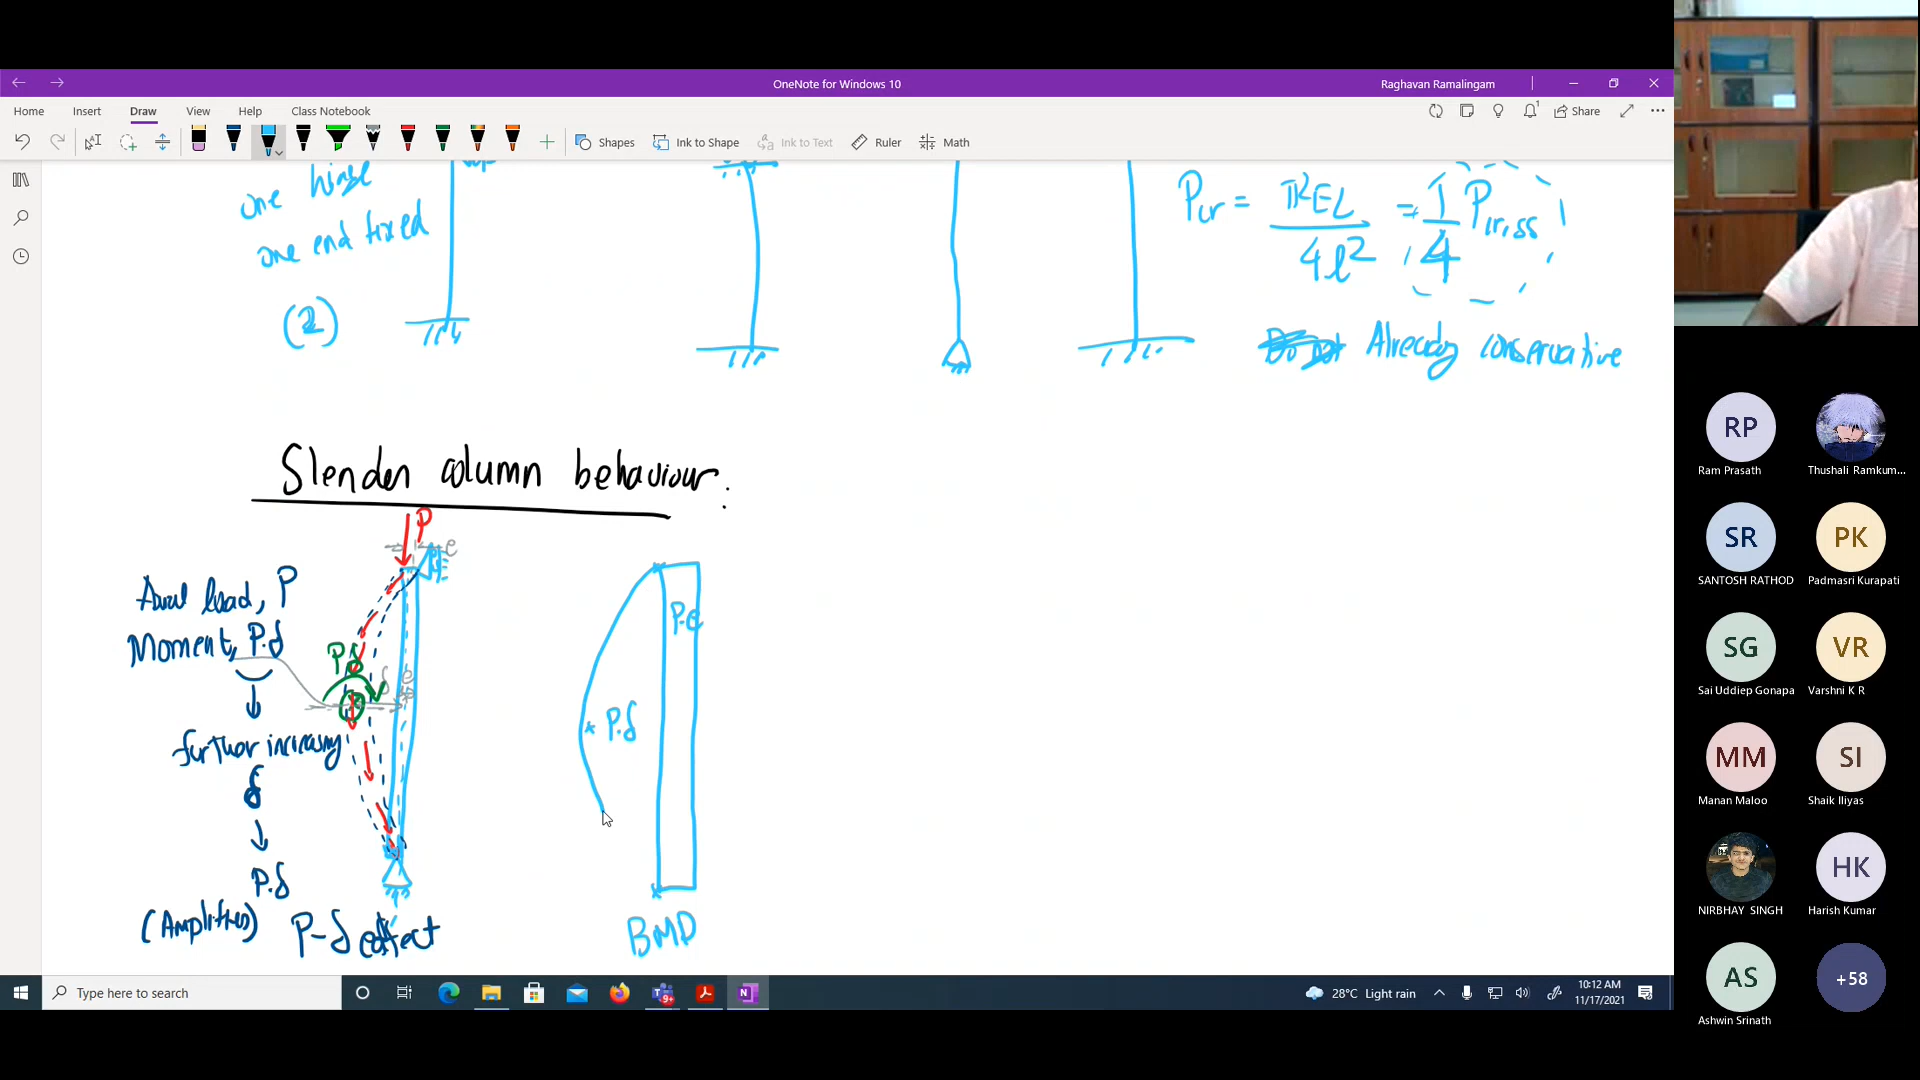 OneNote for Windows 10
Raghavan Ramalingam
Home Insert Draw View Help Class Notebook
Share
Shapes Ink to Shape Ink to Text Ruler Math
one hinge
one end fixed
(2)
Pcr = π²EI / 4l² = 1/4 Pcr,ss
Already conservative
Slender column behaviour:
P
e
Axial load, P
Moment, P.δ
P.δ
δ
further increasing
δ
P.δ
(Amplifies)
P-δ effect
P.e
P.δ
BMD
RP
Ram Prasath
Thushali Ramkum...
SR
SANTOSH RATHOD
PK
Padmasri Kurapati
SG
Sai Uddiep Gonapa
VR
Varshni K R
MM
Manan Maloo
SI
Shaik Iliyas
NIRBHAY SINGH
HK
Harish Kumar
AS
Ashwin Srinath
+58
Type here to search
9+
28°C Light rain
10:12 AM
11/17/2021